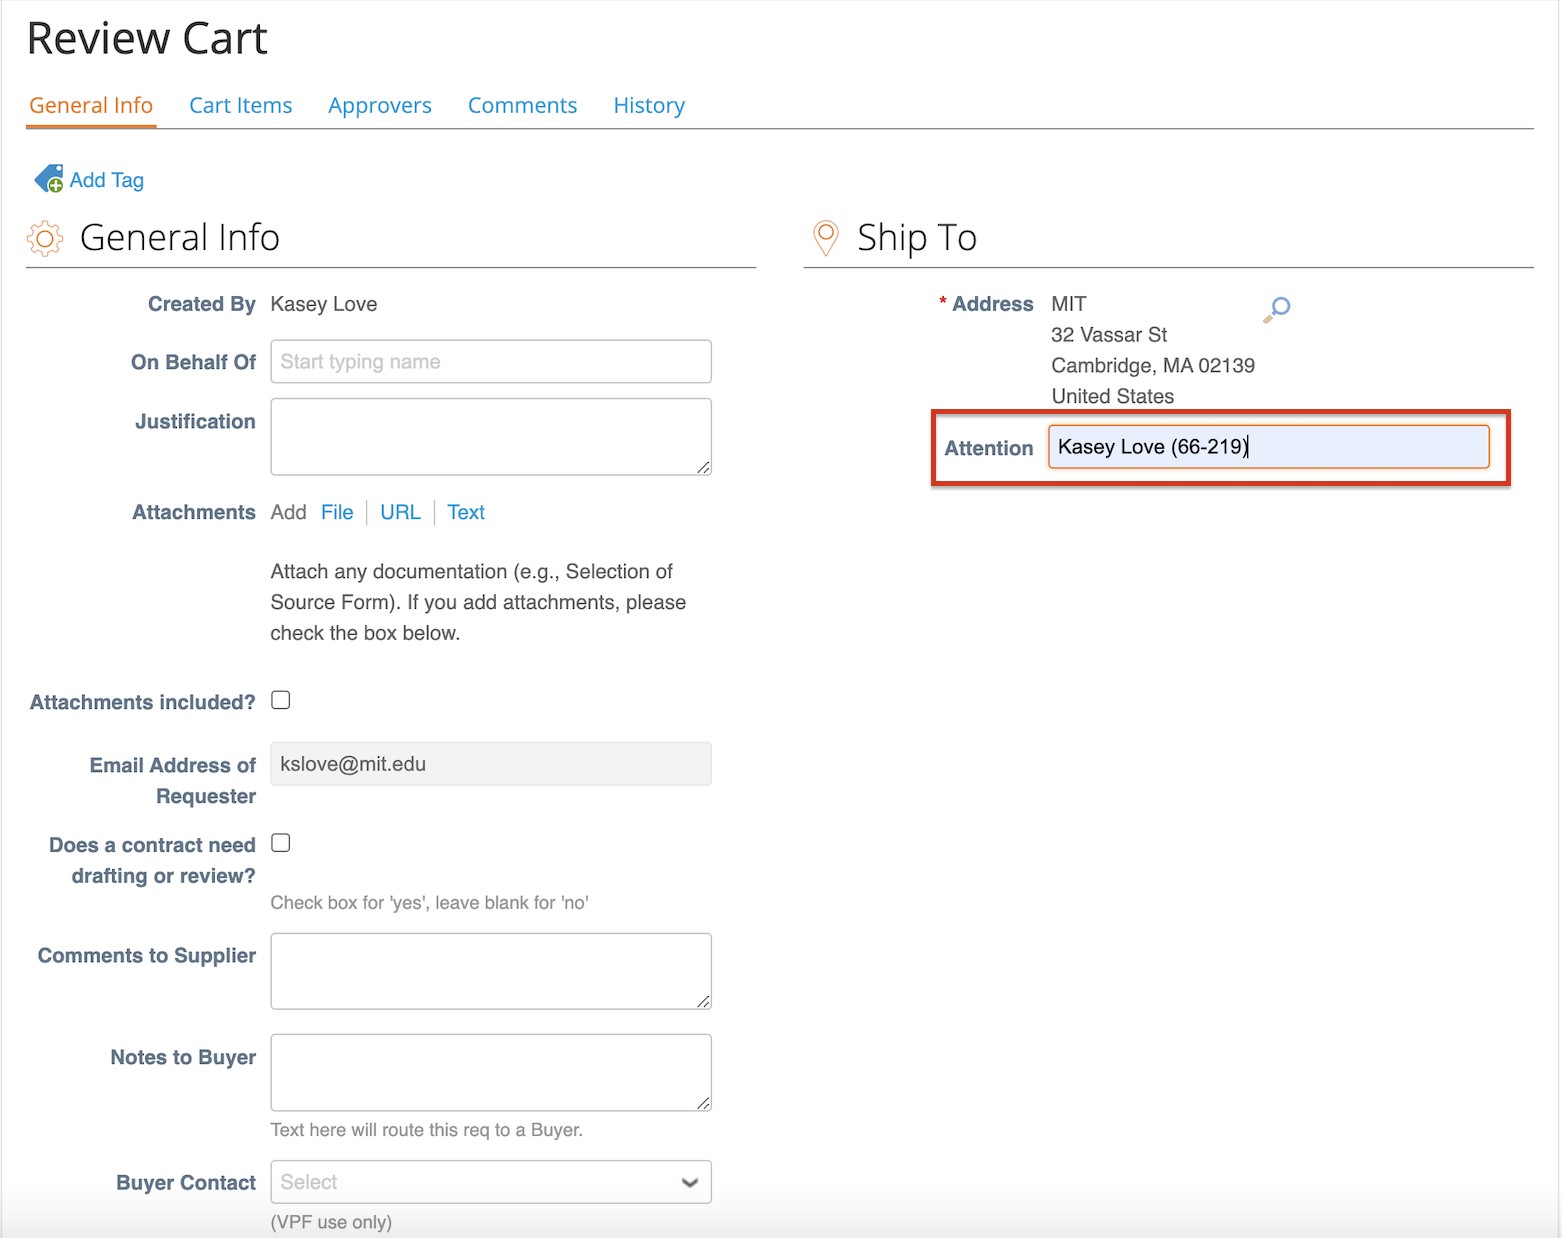 Review Cart
General Info Cart Items Approvers Comments History
Add Tag
General Info
Created By Kasey Love
On Behalf Of Start typing name
Justification
Attachments Add File URL Text
Attach any documentation (e.g., Selection of
Source Form). If you add attachments, please
check the box below.
Attachments included?
Email Address of
Requester
kslove@mit.edu
Does a contract need
drafting or review?
Check box for 'yes', leave blank for 'no'
Comments to Supplier
Notes to Buyer
Text here will route this req to a Buyer.
Buyer Contact Select
(VPF use only)
Ship To
* Address MIT
32 Vassar St
Cambridge, MA 02139
United States
Attention Kasey Love (66-219)